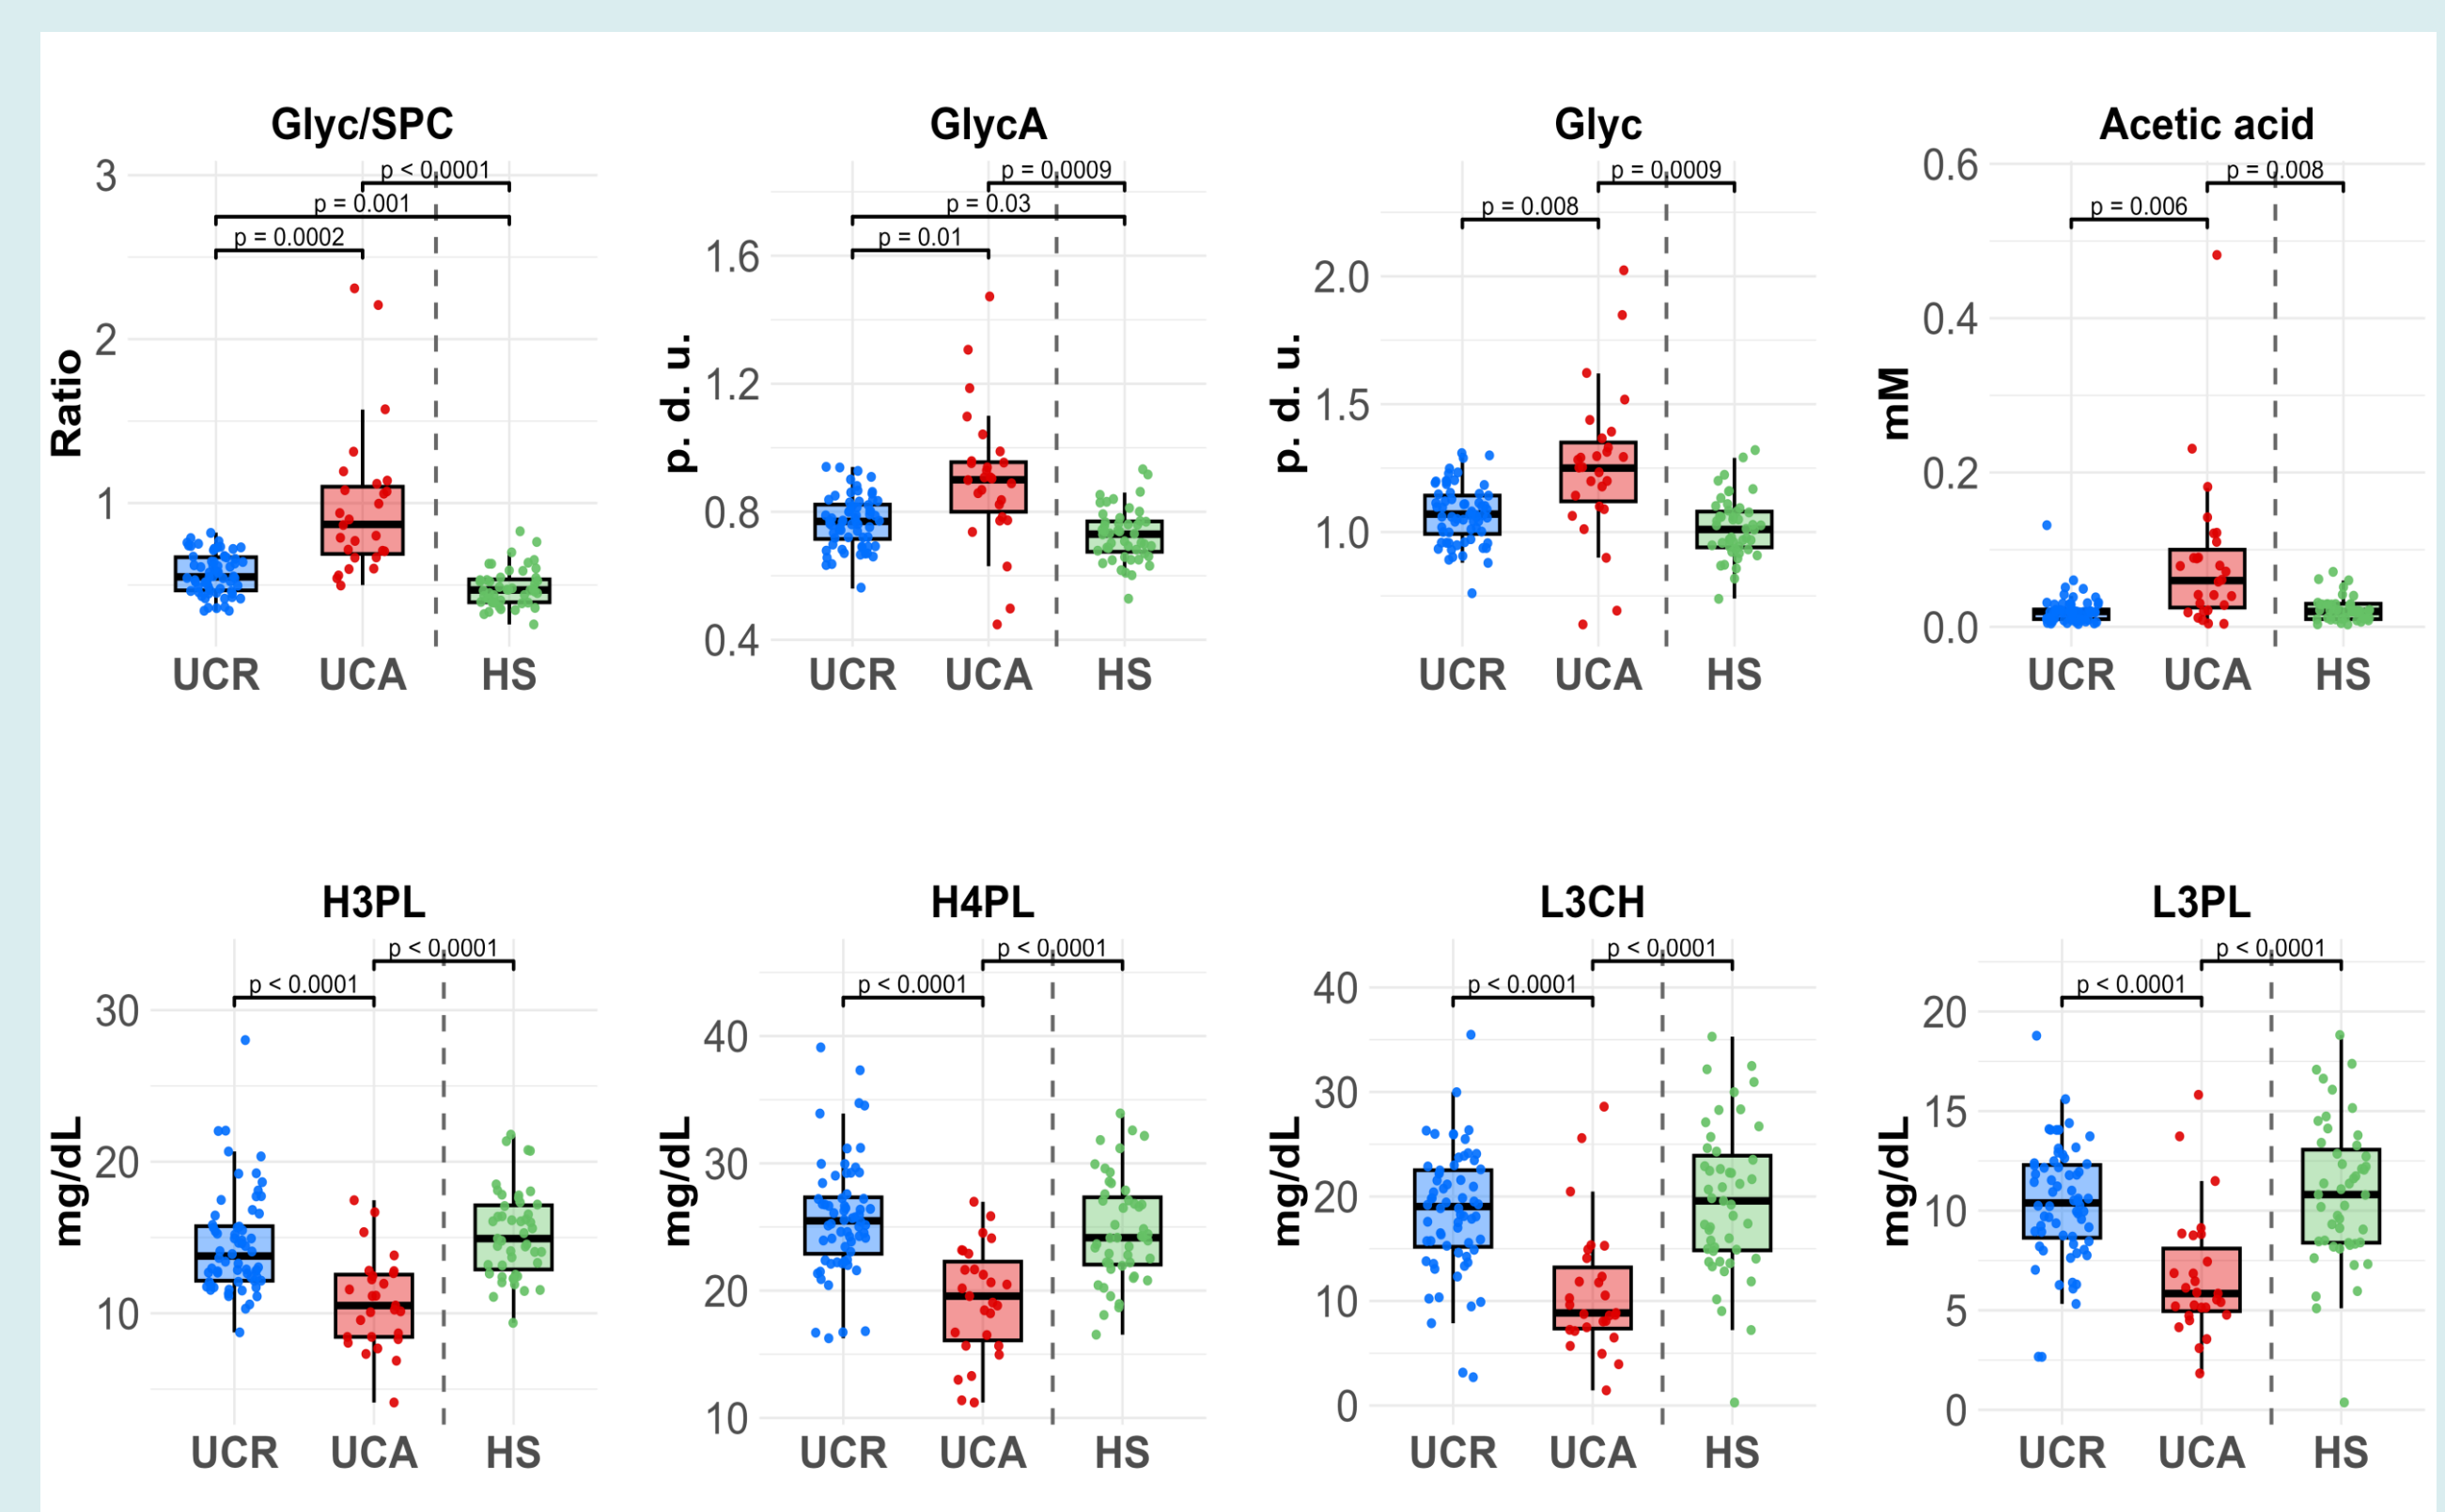 Glyc/SPC
3
2
1
Ratio
p < 0.0001
p = 0.001
p = 0.0002
UCR UCA HS
GlycA
1.6
1.2
0.8
0.4
p. d. u.
p = 0.0009
p = 0.03
p = 0.01
UCR UCA HS
Glyc
2.0
1.5
1.0
p. d. u.
p = 0.0009
p = 0.008
UCR UCA HS
Acetic acid
0.6
0.4
0.2
0.0
mM
p = 0.008
p = 0.006
UCR UCA HS
H3PL
30
20
10
mg/dL
p < 0.0001
p < 0.0001
UCR UCA HS
H4PL
40
30
20
10
mg/dL
p < 0.0001
p < 0.0001
UCR UCA HS
L3CH
40
30
20
10
0
mg/dL
p < 0.0001
p < 0.0001
UCR UCA HS
L3PL
20
15
10
5
0
mg/dL
p < 0.0001
p < 0.0001
UCR UCA HS